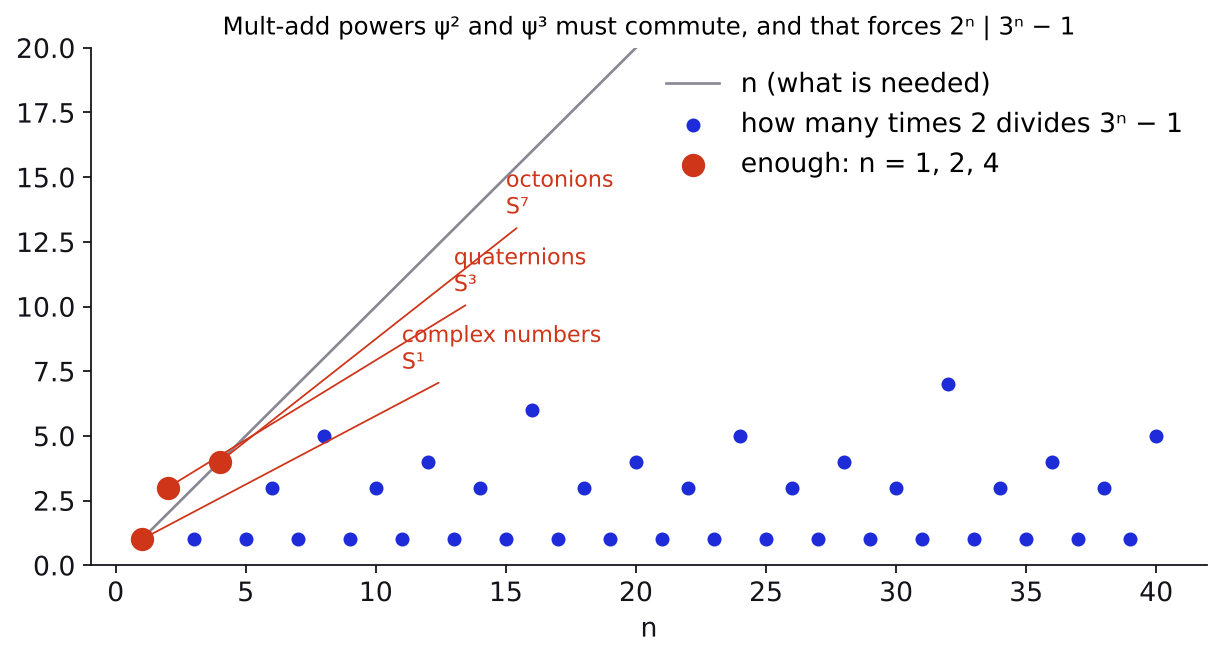 Mult-add powers ψ² and ψ³ must commute, and that forces 2ⁿ | 3ⁿ − 1
20.0
17.5
15.0
12.5
10.0
7.5
5.0
2.5
0.0
n (what is needed)
how many times 2 divides 3ⁿ − 1
enough: n = 1, 2, 4
octonions
S⁷
quaternions
S³
complex numbers
S¹
0 5 10 15 20 25 30 35 40
n